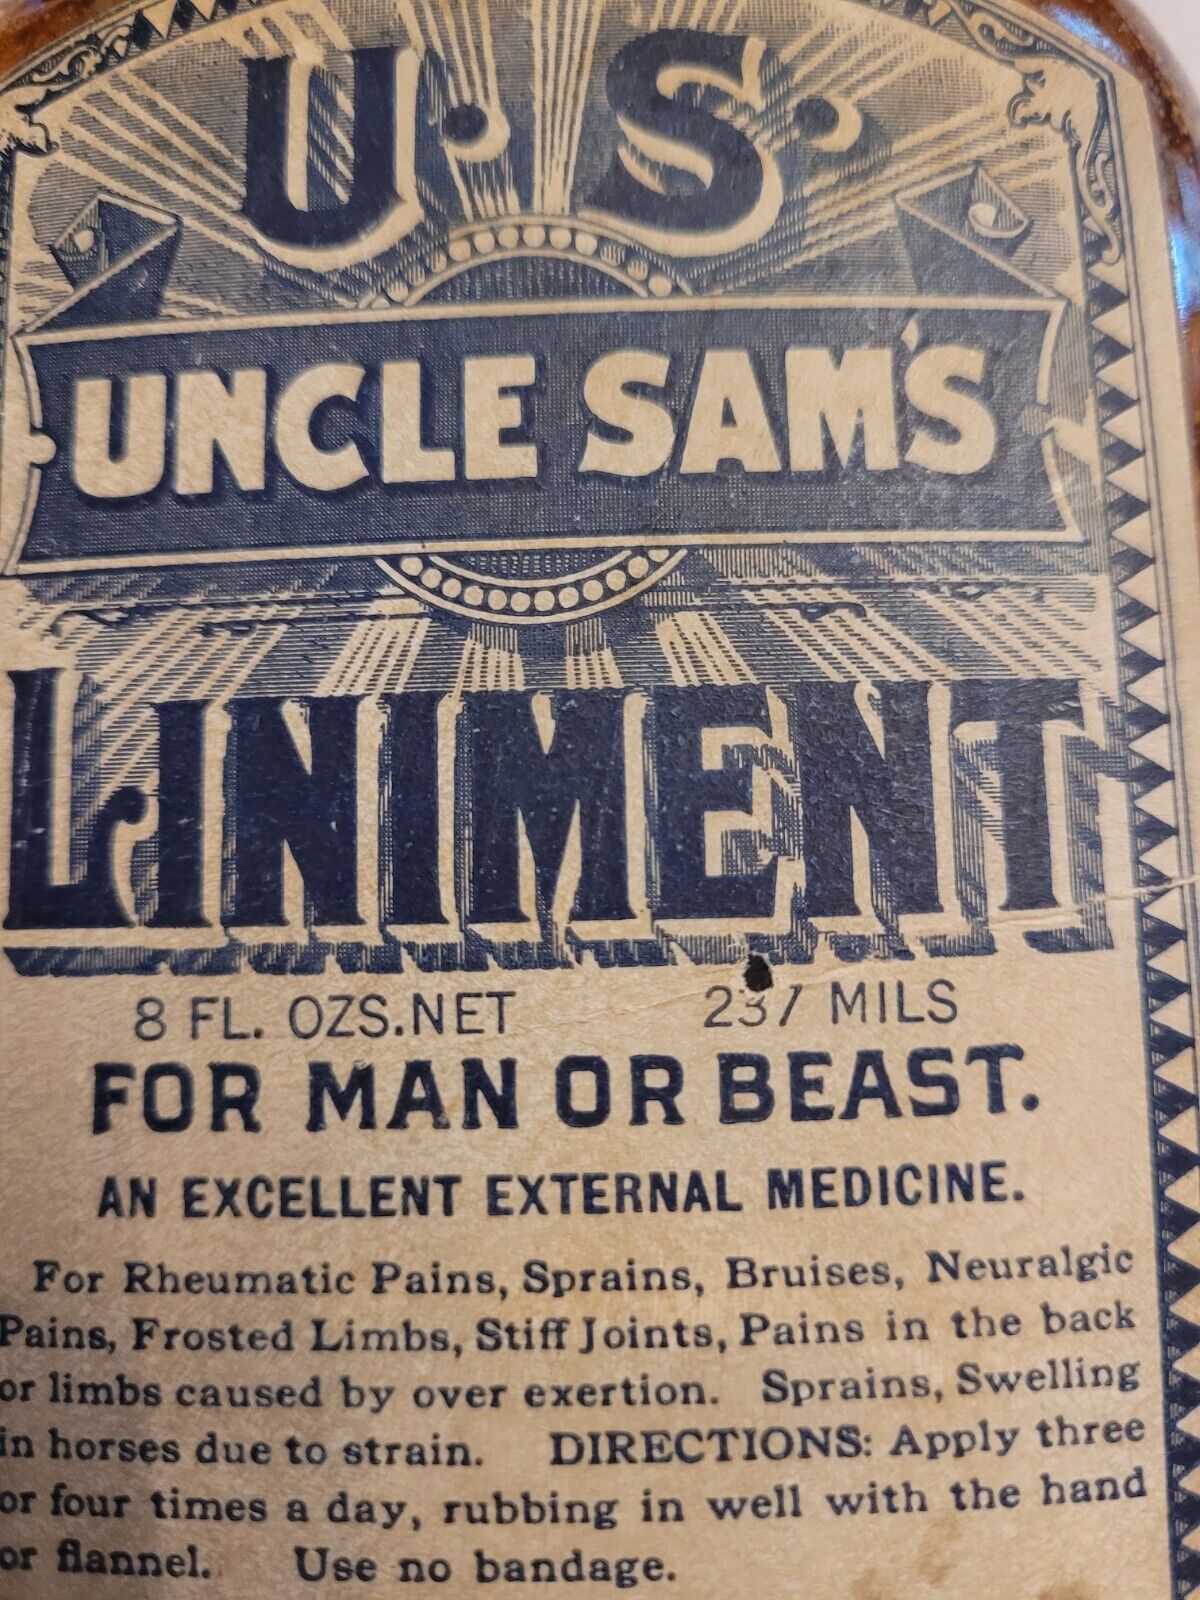 U. S.
UNCLE SAM'S
LINIMENT
8 FL. OZS. NET 237 MILS
FOR MAN OR BEAST.
AN EXCELLENT EXTERNAL MEDICINE.
For Rheumatic Pains, Sprains, Bruises, Neuralgic
Pains, Frosted Limbs, Stiff Joints, Pains in the back
or limbs caused by over exertion. Sprains, Swelling
in horses due to strain. DIRECTIONS: Apply three
or four times a day, rubbing in well with the hand
or flannel. Use no bandage.